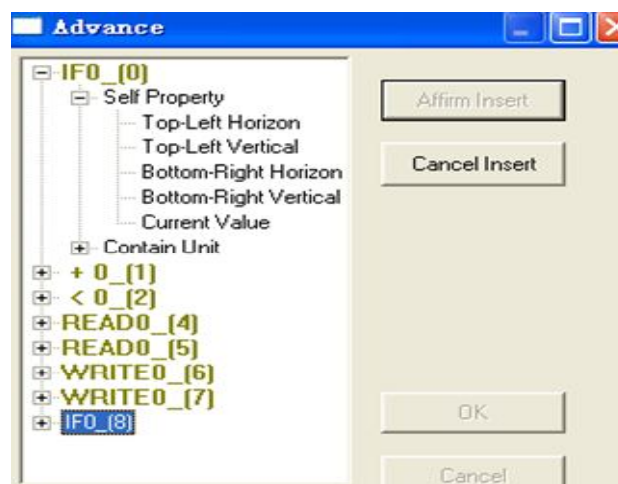 Advance
IF0_(0)
Self Property
Top-Left Horizon
Top-Left Vertical
Bottom-Right Horizon
Bottom-Right Vertical
Current Value
Contain Unit
+ 0_(1)
< 0_(2)
READ0_(4)
READ0_(5)
WRITE0_(6)
WRITE0_(7)
IF0_(8)
Affirm Insert
Cancel Insert
OK
Cancel